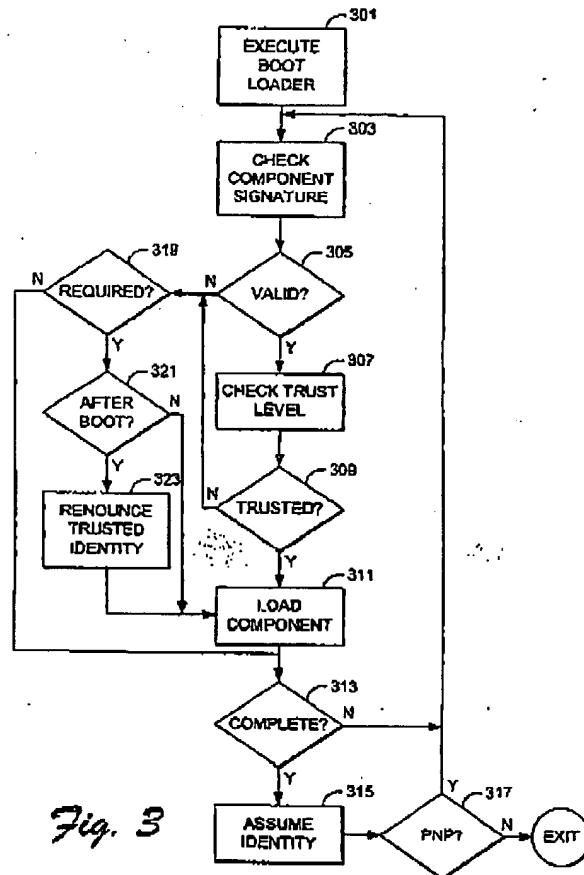 301
EXECUTE
BOOT
LOADER
303
CHECK
COMPONENT
SIGNATURE
319
N
REQUIRED?
Y
305
N
VALID?
Y
321
AFTER
BOOT?
N
Y
307
CHECK TRUST
LEVEL
323
RENOUNCE
TRUSTED
IDENTITY
309
N
TRUSTED?
Y
311
LOAD
COMPONENT
313
COMPLETE?
N
Y
315
ASSUME
IDENTITY
Y
317
PNP?
N
EXIT
Fig. 3